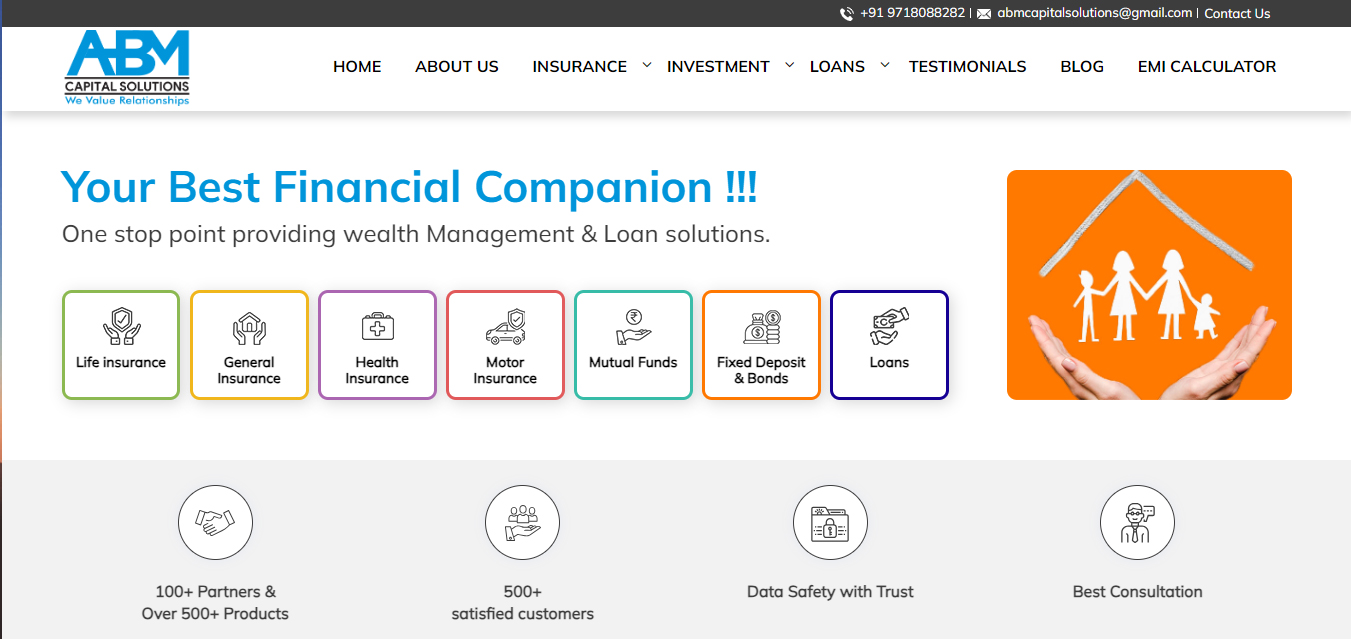 +91 9718088282 | abmcapitalsolutions@gmail.com | Contact Us
ABM
CAPITAL SOLUTIONS
We Value Relationships
HOME ABOUT US INSURANCE INVESTMENT LOANS TESTIMONIALS BLOG EMI CALCULATOR
Your Best Financial Companion !!!
One stop point providing wealth Management & Loan solutions.
Life insurance
General
Insurance
Health
Insurance
Motor
Insurance
Mutual Funds
Fixed Deposit
& Bonds
Loans
100+ Partners &
Over 500+ Products
500+
satisfied customers
Data Safety with Trust
Best Consultation